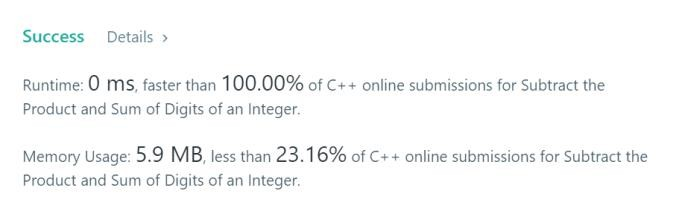 Success Details >
Runtime: 0 ms, faster than 100.00% of C++ online submissions for Subtract the
Product and Sum of Digits of an Integer.
Memory Usage: 5.9 MB, less than 23.16% of C++ online submissions for Subtract the
Product and Sum of Digits of an Integer.